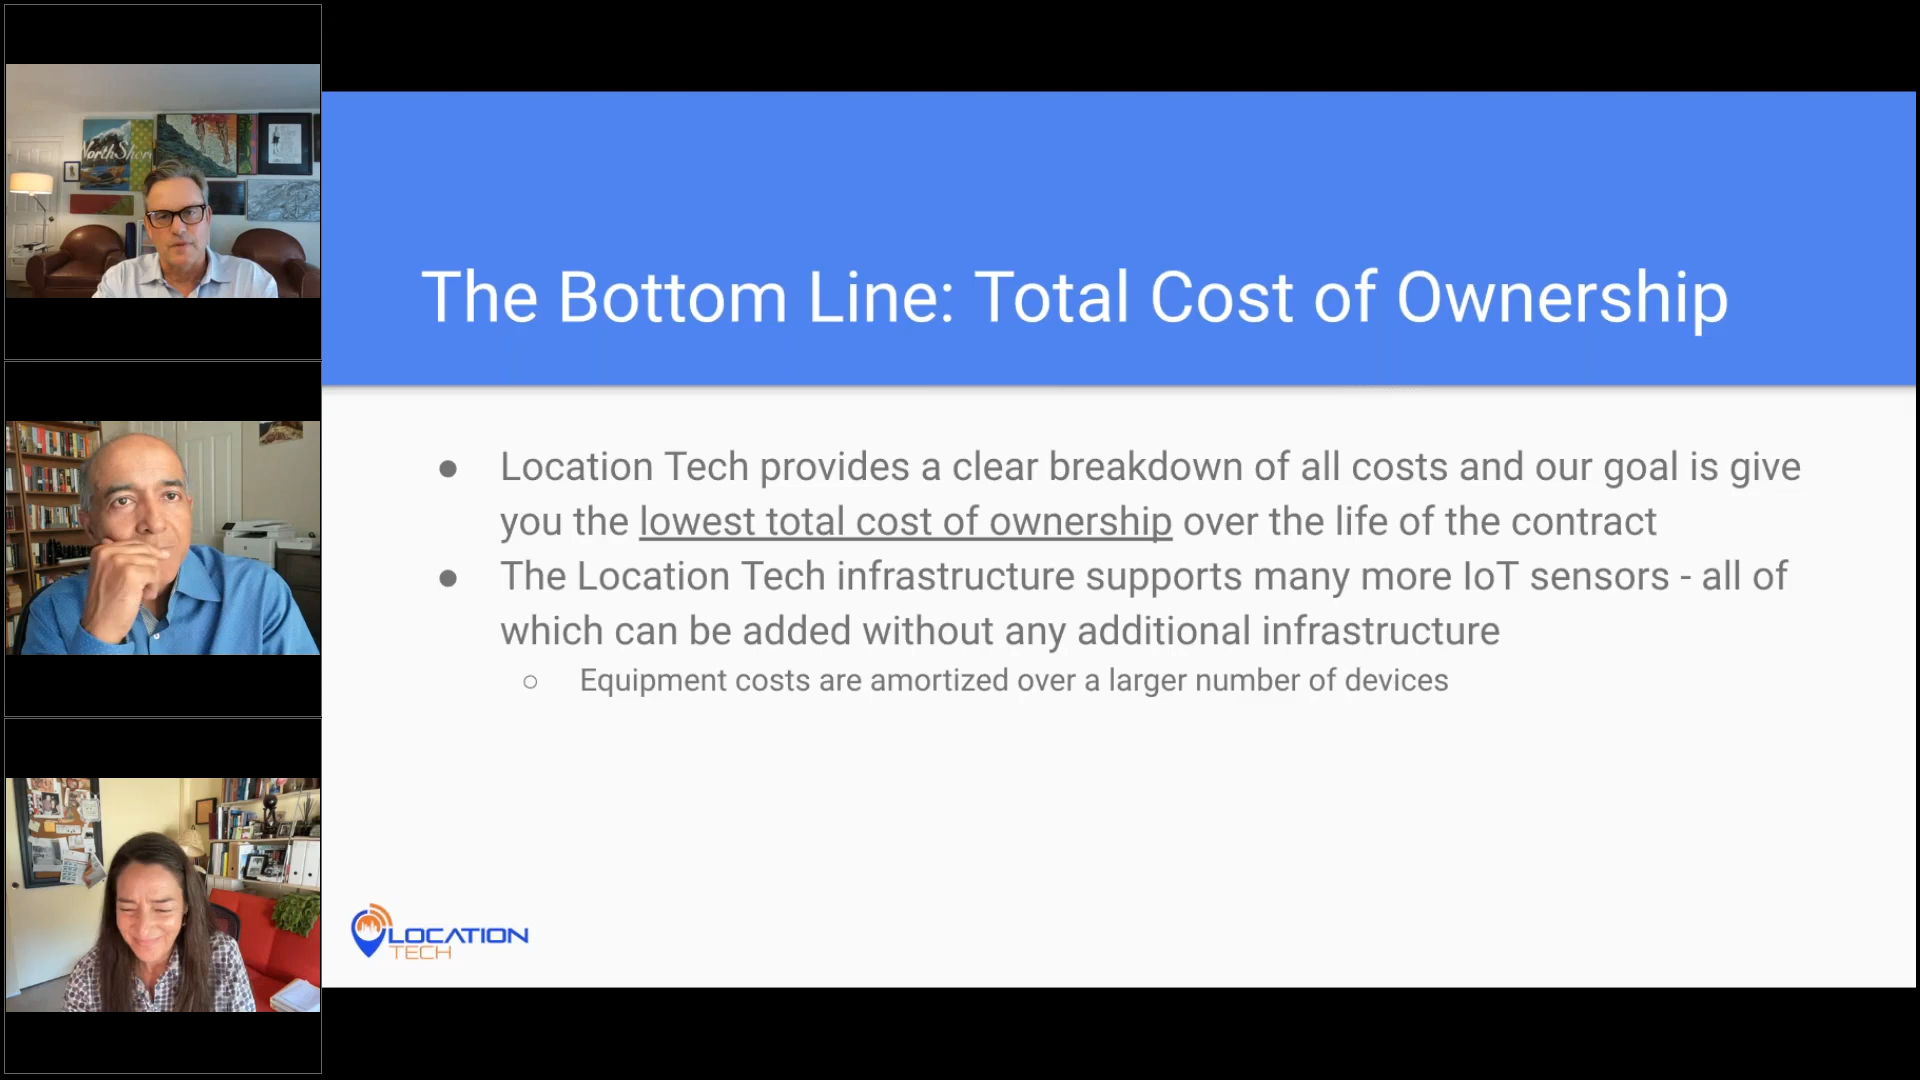 North Shor
The Bottom Line: Total Cost of Ownership
● Location Tech provides a clear breakdown of all costs and our goal is give
you the lowest total cost of ownership over the life of the contract
● The Location Tech infrastructure supports many more IoT sensors - all of
which can be added without any additional infrastructure
○ Equipment costs are amortized over a larger number of devices
LOCATION
TECH